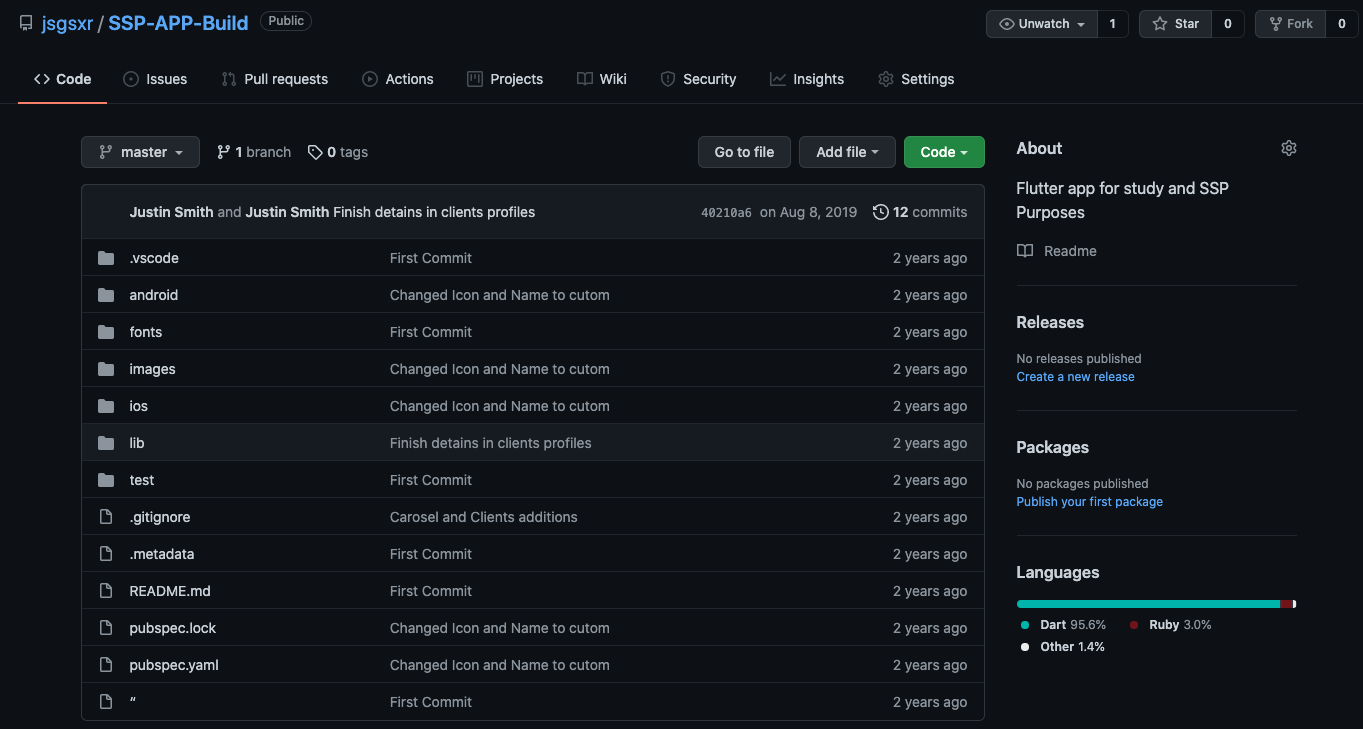 jsgsxr / SSP-APP-Build Public Unwatch 1 Star 0 Fork 0
Code Issues Pull requests Actions Projects Wiki Security Insights Settings
master 1 branch 0 tags Go to file Add file Code
Justin Smith and Justin Smith Finish detains in clients profiles 40210a6 on Aug 8, 2019 12 commits
.vscode First Commit 2 years ago
android Changed Icon and Name to cutom 2 years ago
fonts First Commit 2 years ago
images Changed Icon and Name to cutom 2 years ago
ios Changed Icon and Name to cutom 2 years ago
lib Finish detains in clients profiles 2 years ago
test First Commit 2 years ago
.gitignore Carosel and Clients additions 2 years ago
.metadata First Commit 2 years ago
README.md First Commit 2 years ago
pubspec.lock Changed Icon and Name to cutom 2 years ago
pubspec.yaml Changed Icon and Name to cutom 2 years ago
“ First Commit 2 years ago
About
Flutter app for study and SSP
Purposes
Readme
Releases
No releases published
Create a new release
Packages
No packages published
Publish your first package
Languages
Dart 95.6% Ruby 3.0%
Other 1.4%